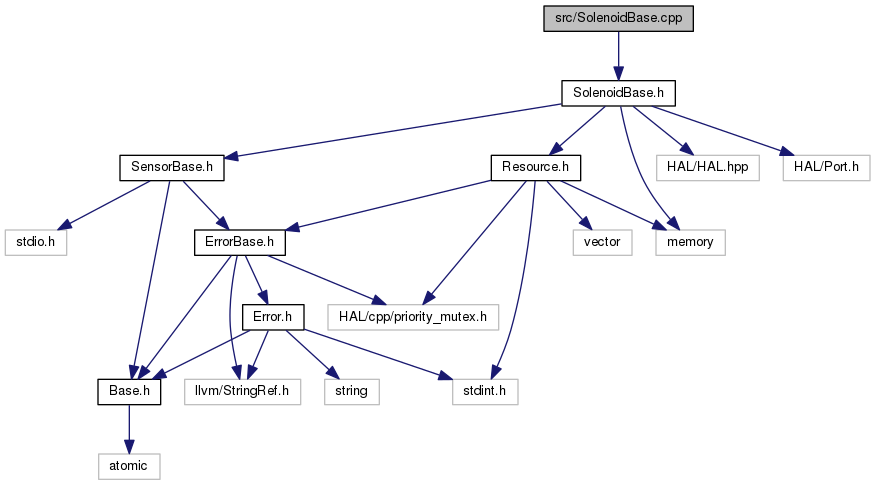 src/SolenoidBase.cpp
SolenoidBase.h
SensorBase.h
Resource.h
HAL/HAL.hpp
HAL/Port.h
stdio.h
ErrorBase.h
vector
memory
Error.h
HAL/cpp/priority_mutex.h
Base.h
llvm/StringRef.h
string
stdint.h
atomic